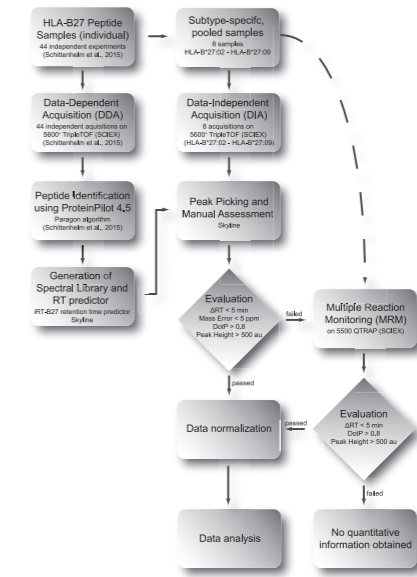 HLA-B27 Peptide
Samples (individual)
44 independent experiments
(Schittenhelm et al., 2015)
Subtype-specifc,
pooled samples
8 samples
HLA-B*27:02 - HLA-B*27:09
Data-Dependent
Acquisition (DDA)
44 independent aquisitions on
5600+ TripleTOF (SCIEX)
(Schittenhelm et al., 2015)
Data-Independent
Acquisition (DIA)
8 acquisitions on
5600+ TripleTOF (SCIEX)
(HLA-B*27:02 - HLA-B*27:09)
Peptide Identification
using ProteinPilot 4.5
Paragon algorithm
(Schittenhelm et al., 2015)
Peak Picking and
Manual Assessment
Skyline
Generation of
Spectral Library and
RT predictor
iRT-B27 retention time predictor
Skyline
Evaluation
ΔRT < 5 min
Mass Error < 5 ppm
DotP > 0.8
Peak Height > 500 au
failed
passed
Multiple Reaction
Monitoring (MRM)
on 5500 QTRAP (SCIEX)
Evaluation
ΔRT < 5 min
DotP > 0.8
Peak Height > 500 au
passed
failed
Data normalization
Data analysis
No quantitative
information obtained